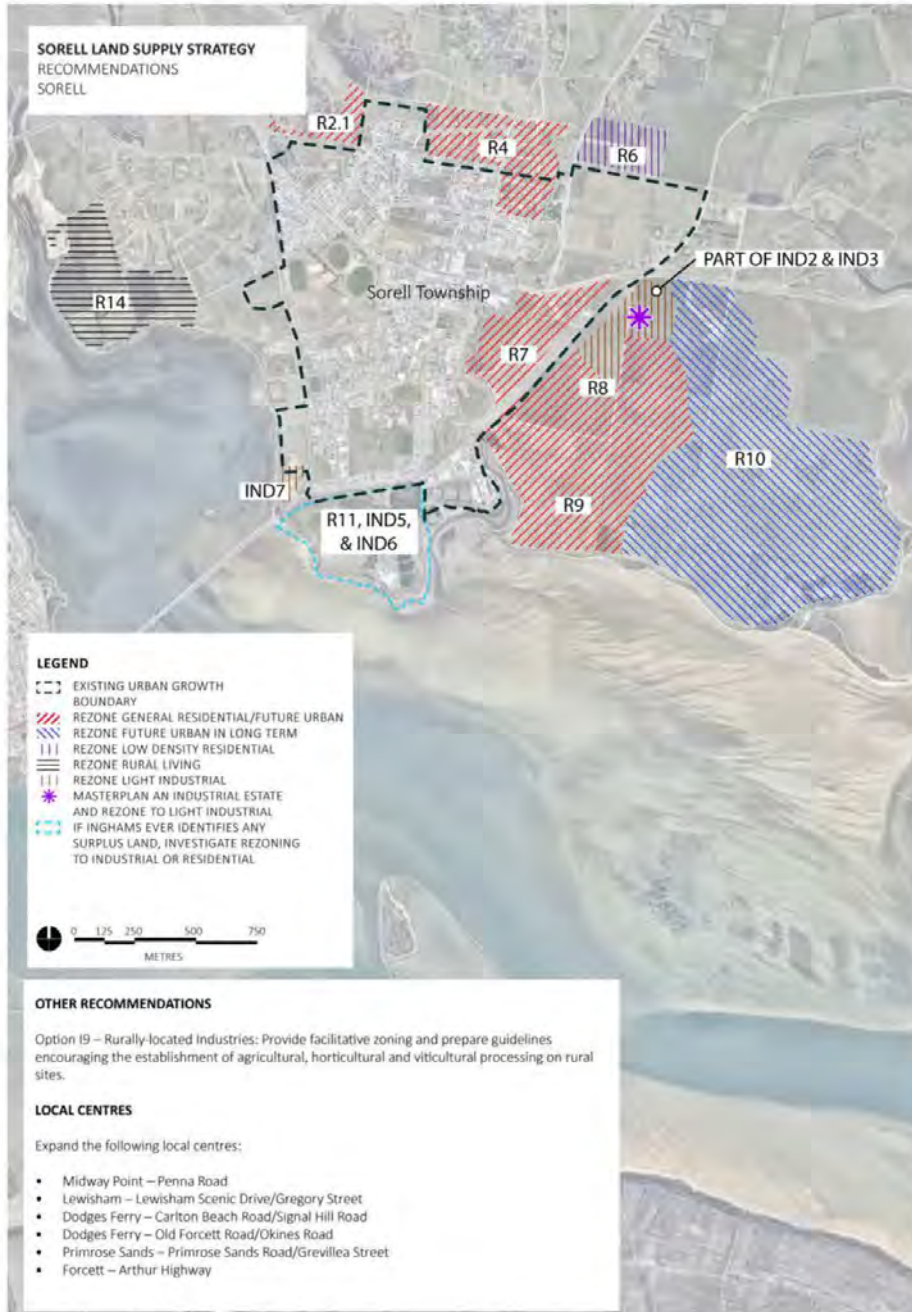 SORELL LAND SUPPLY STRATEGY
RECOMMENDATIONS
SORELL
R2.1
R4
R6
PART OF IND2 & IND3
R14
Sorell Township
R7
R8
R10
IND7
R9
R11, IND5,
& IND6
LEGEND
EXISTING URBAN GROWTH
BOUNDARY
REZONE GENERAL RESIDENTIAL/FUTURE URBAN
REZONE FUTURE URBAN IN LONG TERM
REZONE LOW DENSITY RESIDENTIAL
REZONE RURAL LIVING
REZONE LIGHT INDUSTRIAL
MASTERPLAN AN INDUSTRIAL ESTATE
AND REZONE TO LIGHT INDUSTRIAL
IF INGHAMS EVER IDENTIFIES ANY
SURPLUS LAND, INVESTIGATE REZONING
TO INDUSTRIAL OR RESIDENTIAL
0 125 250 500 750
METRES
OTHER RECOMMENDATIONS
Option I9 – Rurally-located Industries: Provide facilitative zoning and prepare guidelines
encouraging the establishment of agricultural, horticultural and viticultural processing on rural
sites.
LOCAL CENTRES
Expand the following local centres:
• Midway Point – Penna Road
• Lewisham – Lewisham Scenic Drive/Gregory Street
• Dodges Ferry – Carlton Beach Road/Signal Hill Road
• Dodges Ferry – Old Forcett Road/Okines Road
• Primrose Sands – Primrose Sands Road/Grevillea Street
• Forcett – Arthur Highway